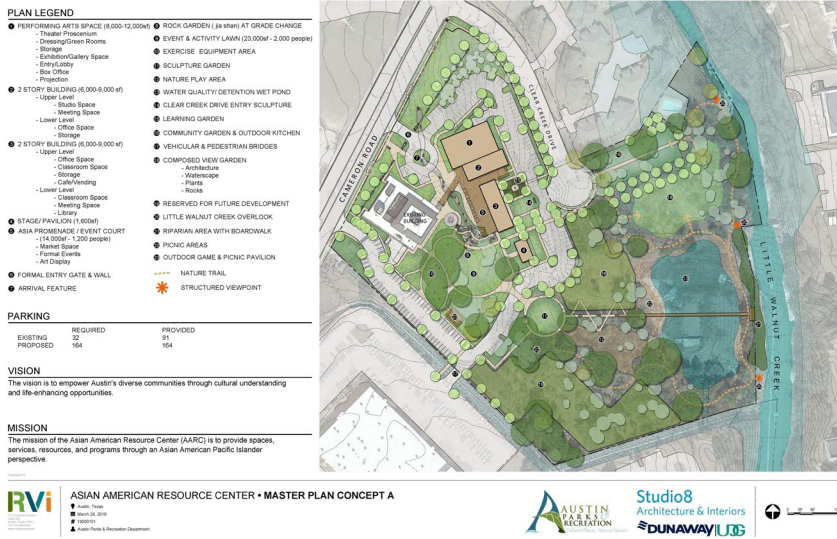 PLAN LEGEND
1 PERFORMING ARTS SPACE (8,000-12,000sf)
- Theater Proscenium
- Dressing/Green Rooms
- Storage
- Exhibition/Gallery Space
- Entry/Lobby
- Box Office
- Projection
2 2 STORY BUILDING (6,000-9,000 sf)
- Upper Level
- Studio Space
- Meeting Space
- Lower Level
- Office Space
- Storage
3 2 STORY BUILDING (6,000-9,000 sf)
- Upper Level
- Office Space
- Classroom Space
- Storage
- Cafe/Vending
- Lower Level
- Classroom Space
- Meeting Space
- Library
4 STAGE/ PAVILION (1,600sf)
5 ASIA PROMENADE / EVENT COURT
- (14,000sf - 1,200 people)
- Market Space
- Formal Events
- Art Display
6 FORMAL ENTRY GATE & WALL
7 ARRIVAL FEATURE
8 ROCK GARDEN ( jia shan) AT GRADE CHANGE
9 EVENT & ACTIVITY LAWN (23,000sf - 2,000 people)
10 EXERCISE EQUIPMENT AREA
11 SCULPTURE GARDEN
12 NATURE PLAY AREA
13 WATER QUALITY/DETENTION WET POND
14 CLEAR CREEK DRIVE ENTRY SCULPTURE
15 LEARNING GARDEN
16 COMMUNITY GARDEN & OUTDOOR KITCHEN
17 VEHICULAR & PEDESTRIAN BRIDGES
18 COMPOSED VIEW GARDEN
- Architecture
- Waterscape
- Plants
- Rocks
19 RESERVED FOR FUTURE DEVELOPMENT
20 LITTLE WALNUT CREEK OVERLOOK
21 RIPARIAN AREA WITH BOARDWALK
22 PICNIC AREAS
23 OUTDOOR GAME & PICNIC PAVILION
NATURE TRAIL
STRUCTURED VIEWPOINT
PARKING
REQUIRED PROVIDED
EXISTING 32 91
PROPOSED 164 164
VISION
The vision is to empower Austin's diverse communities through cultural understanding
and life-enhancing opportunities.
MISSION
The mission of the Asian American Resource Center (AARC) is to provide spaces,
services, resources, and programs through an Asian American Pacific Islander
perspective.
CAMERON ROAD
CLEAR CREEK DRIVE
EXISTING
BUILDING
LITTLE WALNUT CREEK
RVi
ASIAN AMERICAN RESOURCE CENTER • MASTER PLAN CONCEPT A
Austin, Texas
March 28, 2019
Austin Parks & Recreation Department
AUSTIN
PARKS &
RECREATION
Studio8
Architecture & Interiors
DUNAWAY UDG